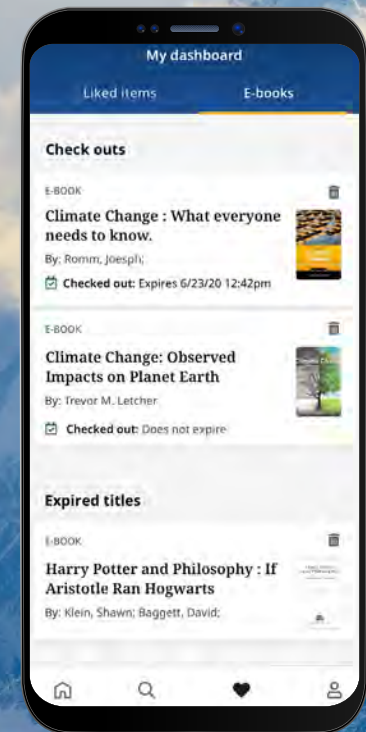 My dashboard
Liked items
E-books
Check outs
E-BOOK
Climate Change : What everyone
needs to know.
By: Romm, Joesph;
Checked out: Expires 6/23/20 12:42pm
E-BOOK
Climate Change: Observed
Impacts on Planet Earth
By: Trevor M. Letcher
Checked out: Does not expire
Expired titles
E-BOOK
Harry Potter and Philosophy : If
Aristotle Ran Hogwarts
By: Klein, Shawn; Baggett, David;